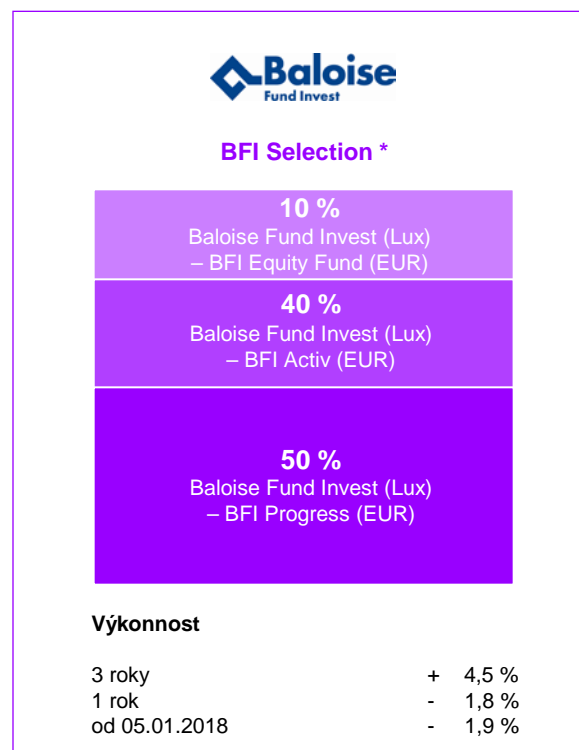 Baloise
Fund Invest
BFI Selection *
10 %
Baloise Fund Invest (Lux)
– BFI Equity Fund (EUR)
40 %
Baloise Fund Invest (Lux)
– BFI Activ (EUR)
50 %
Baloise Fund Invest (Lux)
– BFI Progress (EUR)
Výkonnost
3 roky + 4,5 %
1 rok - 1,8 %
od 05.01.2018 - 1,9 %